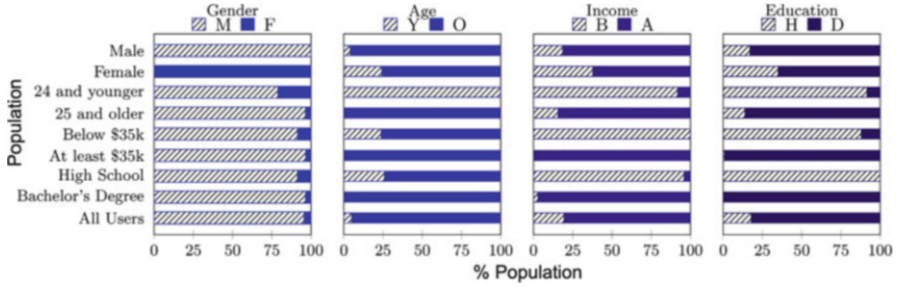 Gender Age Income Education
M F Y O B A H D
Population
Male
Female
24 and younger
25 and older
Below $35k
At least $35k
High School
Bachelor's Degree
All Users
0 25 50 75 100 0 25 50 75 100 0 25 50 75 100 0 25 50 75 100
% Population